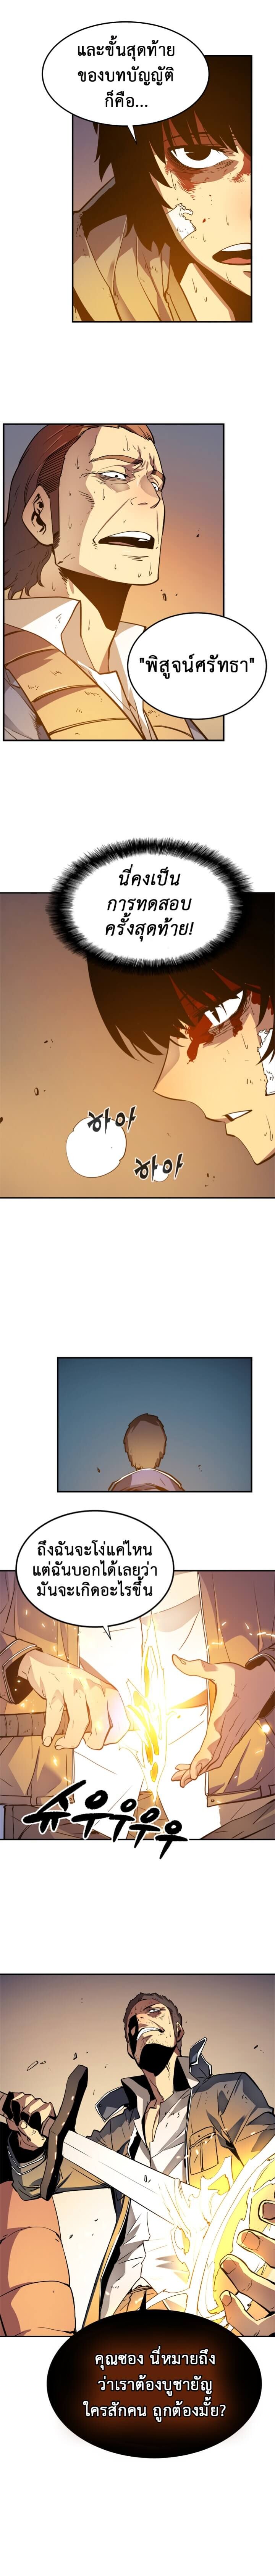 และขั้นสุดท้าย
ของบทบัญญัติ
ก็คือ...
"พิสูจน์ศรัทธา"
นี่คงเป็น
การทดสอบ
ครั้งสุดท้าย!
하아
하아
ถึงฉันจะโง่แค่ไหน
แต่ฉันบอกได้เลยว่า
มันจะเกิดอะไรขึ้น
슈우우우우
คุณซอง นี่หมายถึง
ว่าเราต้องบูชายัญ
ใครสักคน ถูกต้องมั้ย?